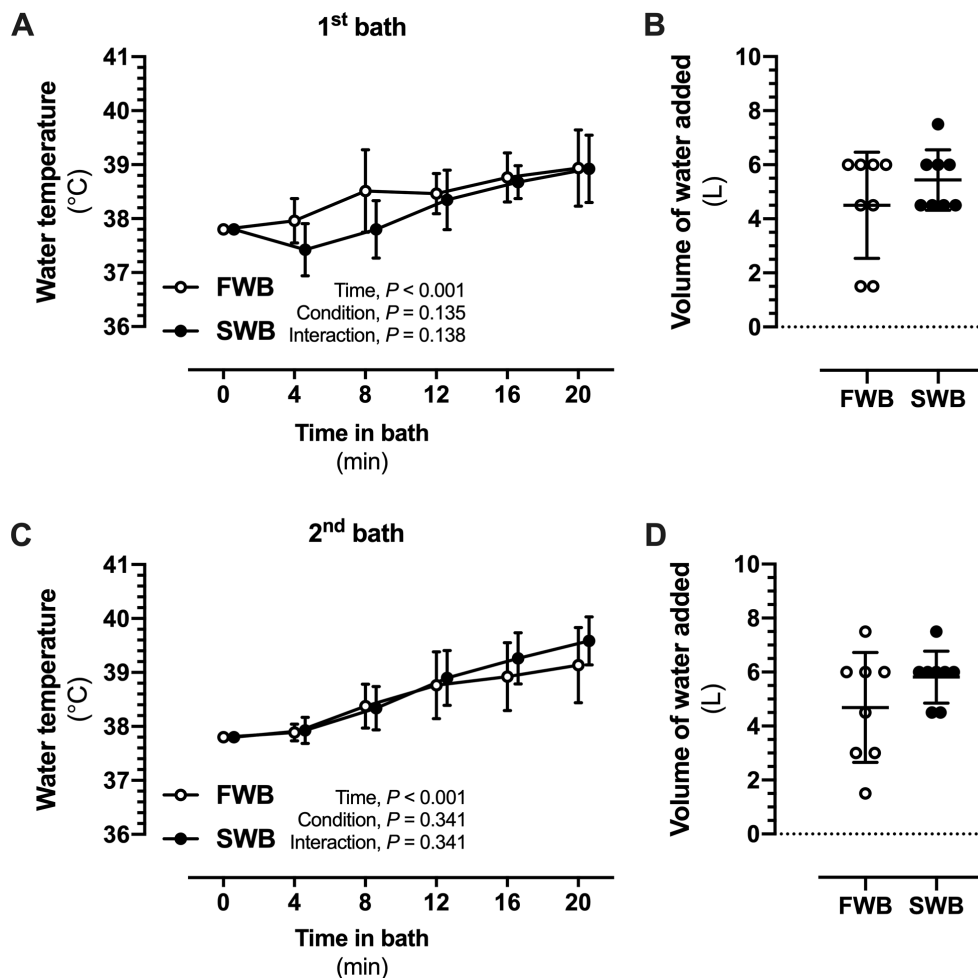 A
1st bath
Water temperature
(°C)
41
40
39
38
37
36
FWB
SWB
Time, P < 0.001
Condition, P = 0.135
Interaction, P = 0.138
0 4 8 12 16 20
Time in bath
(min)
B
Volume of water added
(L)
10
8
6
4
2
0
FWB SWB
C
2nd bath
Water temperature
(°C)
41
40
39
38
37
36
FWB
SWB
Time, P < 0.001
Condition, P = 0.341
Interaction, P = 0.341
0 4 8 12 16 20
Time in bath
(min)
D
Volume of water added
(L)
10
8
6
4
2
0
FWB SWB